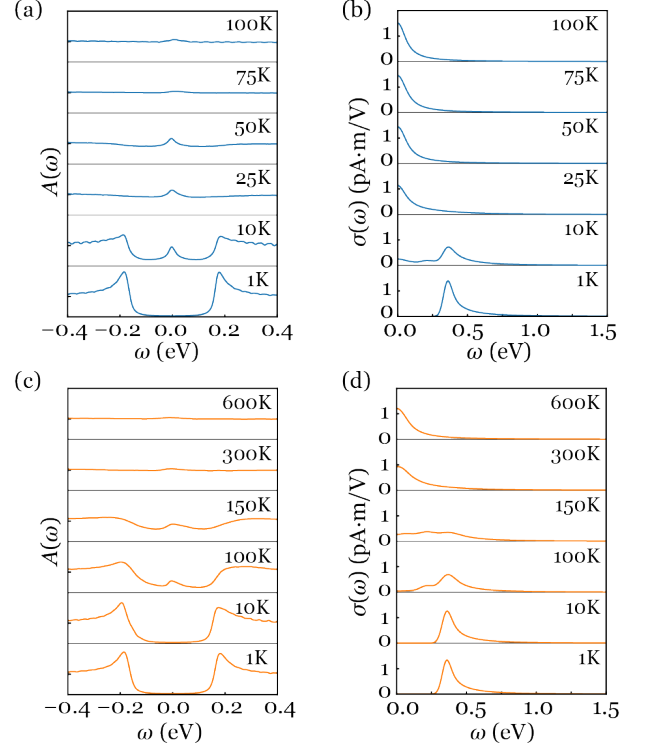 (a)
100K
75K
50K
25K
10K
1K
A(ω)
−0.4 −0.2 0.0 0.2 0.4
ω (eV)
(b)
100K
1
0
75K
1
0
50K
1
0
25K
1
0
10K
1
0
1K
1
0
σ(ω) (pA·m/V)
0.0 0.5 1.0 1.5
ω (eV)
(c)
600K
300K
150K
100K
10K
1K
A(ω)
−0.4 −0.2 0.0 0.2 0.4
ω (eV)
(d)
600K
1
0
300K
1
0
150K
1
0
100K
1
0
10K
1
0
1K
1
0
σ(ω) (pA·m/V)
0.0 0.5 1.0 1.5
ω (eV)